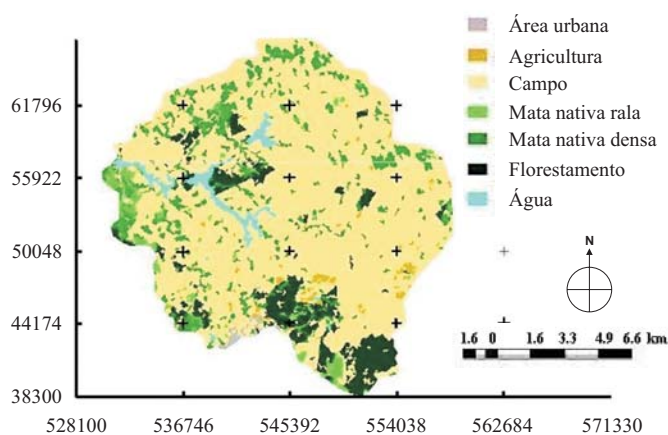 Área urbana
Agricultura
Campo
Mata nativa rala
Mata nativa densa
Florestamento
Água
61796
55922
50048
44174
38300
N
1.6 0 1.6 3.3 4.9 6.6 km
528100 536746 545392 554038 562684 571330